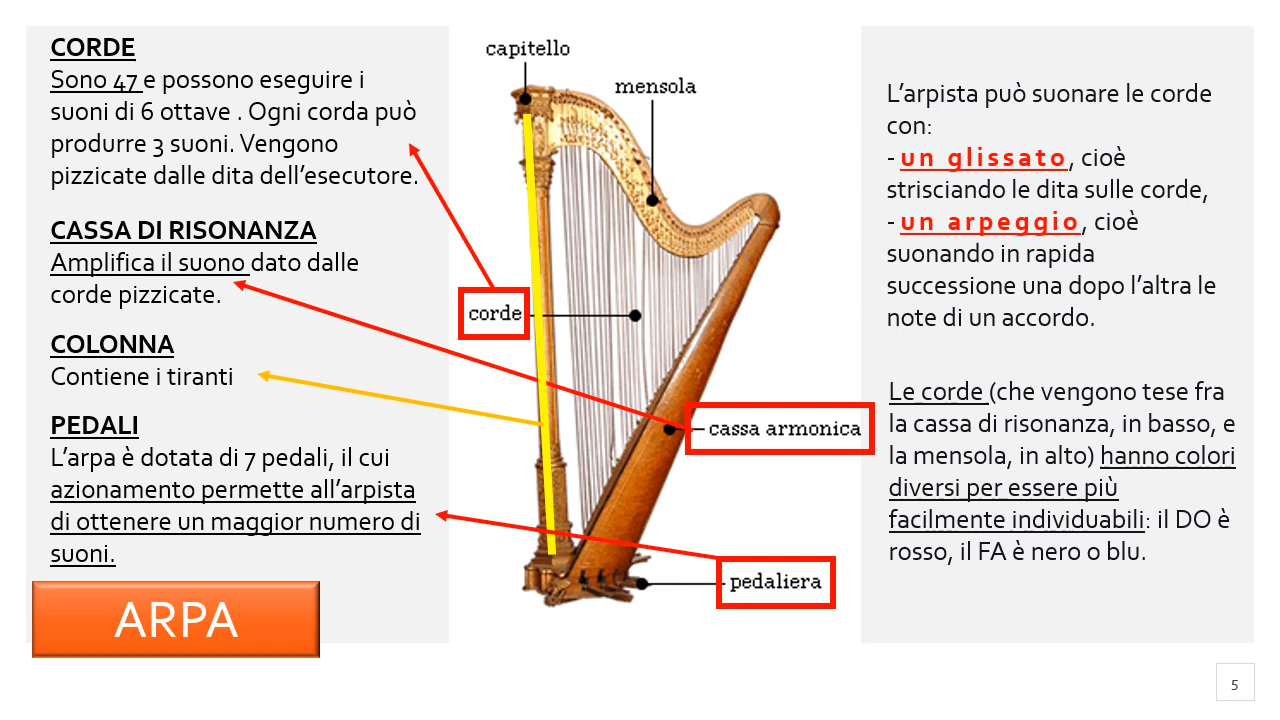 CORDE
Sono 47 e possono eseguire i
suoni di 6 ottave . Ogni corda può
produrre 3 suoni. Vengono
pizzicate dalle dita dell'esecutore.
CASSA DI RISONANZA
Amplifica il suono dato dalle
corde pizzicate.
COLONNA
Contiene i tiranti
PEDALI
L'arpa è dotata di 7 pedali, il cui
azionamento permette all'arpista
di ottenere un maggior numero di
suoni.
ARPA
capitello
mensola
corde
cassa armonica
pedaliera
L'arpista può suonare le corde
con:
- un glissato, cioè
strisciando le dita sulle corde,
- un arpeggio, cioè
suonando in rapida
successione una dopo l'altra le
note di un accordo.
Le corde (che vengono tese fra
la cassa di risonanza, in basso, e
la mensola, in alto) hanno colori
diversi per essere più
facilmente individuabili: il DO è
rosso, il FA è nero o blu.
5